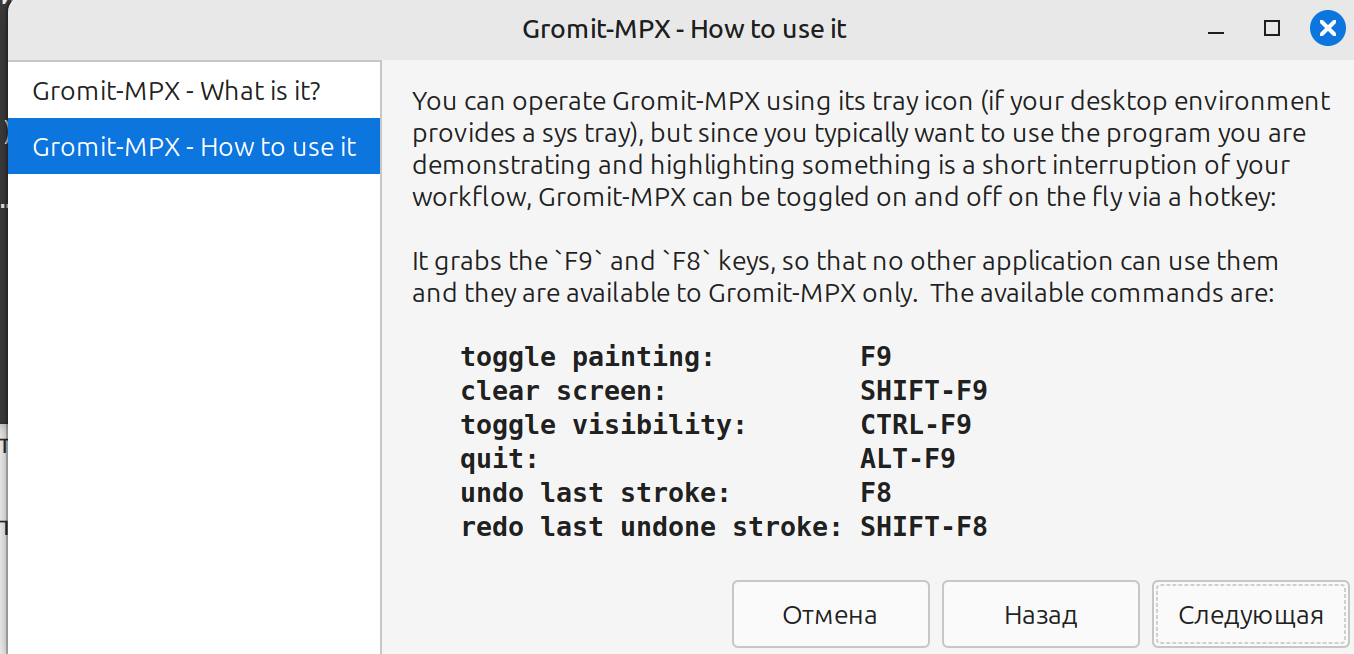 Gromit-MPX - How to use it
Gromit-MPX - What is it?
Gromit-MPX - How to use it
You can operate Gromit-MPX using its tray icon (if your desktop environment
provides a sys tray), but since you typically want to use the program you are
demonstrating and highlighting something is a short interruption of your
workflow, Gromit-MPX can be toggled on and off on the fly via a hotkey:
It grabs the `F9` and `F8` keys, so that no other application can use them
and they are available to Gromit-MPX only.  The available commands are:
toggle painting: F9
clear screen: SHIFT-F9
toggle visibility: CTRL-F9
quit: ALT-F9
undo last stroke: F8
redo last undone stroke: SHIFT-F8
Отмена
Назад
Следующая